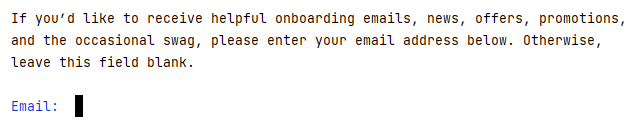 If you’d like to receive helpful onboarding emails, news, offers, promotions,
and the occasional swag, please enter your email address below. Otherwise,
leave this field blank.
Email: